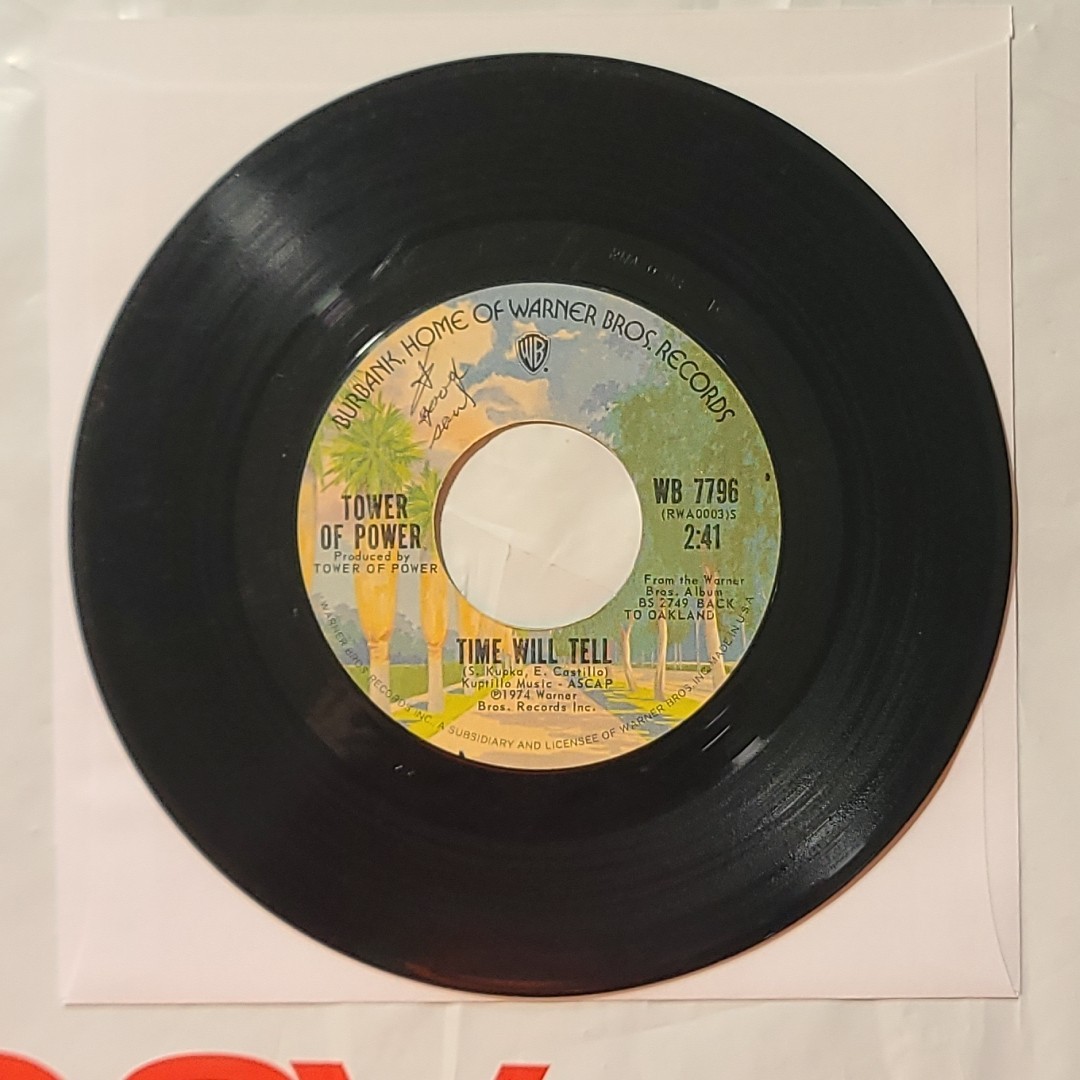 BURBANK, HOME OF WARNER BROS. RECORDS
WB
good
TOWER
OF POWER
Produced by
TOWER OF POWER
WB 7796
(RWA0003)S
2:41
From the Warner
Bros. Album
BS 2749 BACK
TO OAKLAND
TIME WILL TELL
(S. Kupka, E. Castillo)
Kuptillo Music - ASCAP
℗1974 Warner
Bros. Records Inc.
WARNER BROS. RECORDS INC. A SUBSIDIARY AND LICENSEE OF WARNER BROS. INC. MADE IN U.S.A.